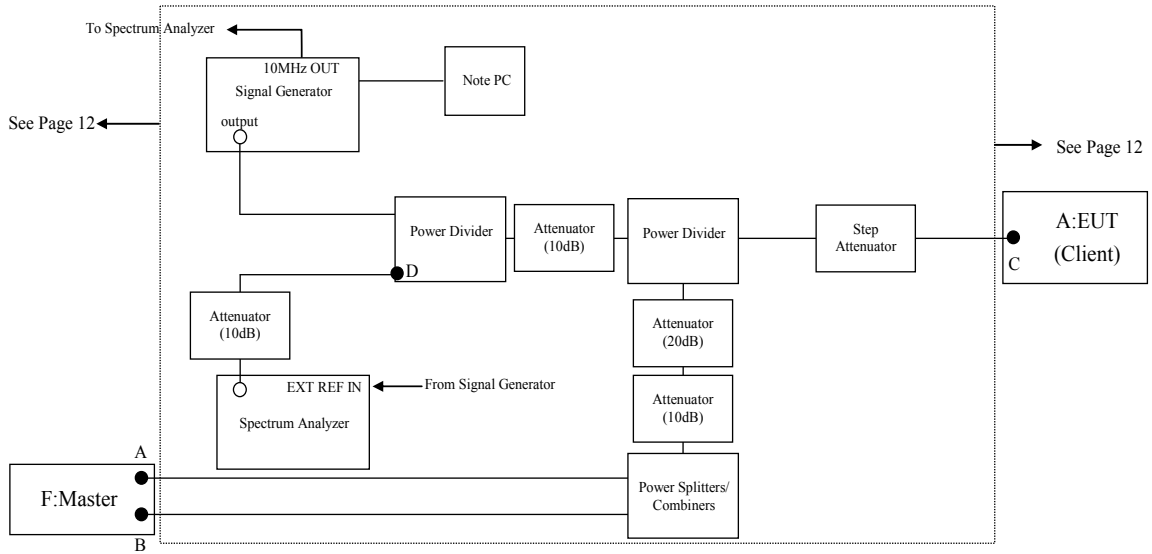 To Spectrum Analyzer
10MHz OUT
Signal Generator
output
Note PC
See Page 12
See Page 12
Power Divider
Attenuator
(10dB)
Power Divider
Step
Attenuator
A:EUT
(Client)
C
D
Attenuator
(10dB)
Attenuator
(20dB)
EXT REF IN
From Signal Generator
Spectrum Analyzer
Attenuator
(10dB)
A
F:Master
B
Power Splitters/
Combiners